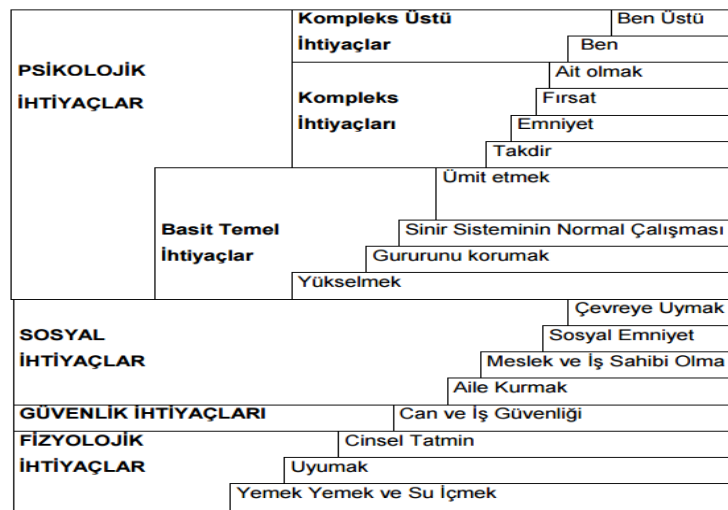 Kompleks Üstü Ben Üstü
İhtiyaçlar Ben
PSİKOLOJİK Ait olmak
İHTİYAÇLAR Kompleks Fırsat
İhtiyaçları Emniyet
Takdir
Ümit etmek
Basit Temel Sinir Sisteminin Normal Çalışması
İhtiyaçlar Gururunu korumak
Yükselmek
Çevreye Uymak
SOSYAL Sosyal Emniyet
İHTİYAÇLAR Meslek ve İş Sahibi Olma
Aile Kurmak
GÜVENLİK İHTİYAÇLARI Can ve İş Güvenliği
FİZYOLOJİK Cinsel Tatmin
İHTİYAÇLAR Uyumak
Yemek Yemek ve Su İçmek